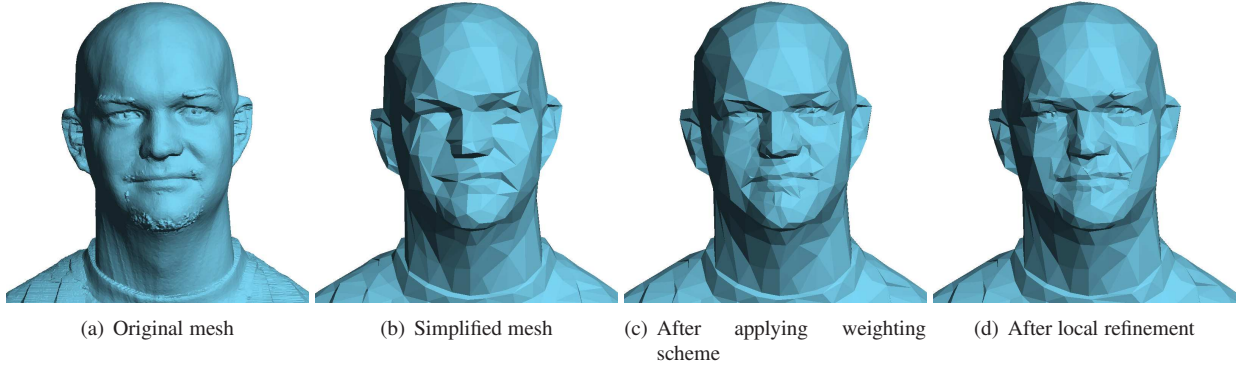 (a) Original mesh
(b) Simplified mesh
(c) After applying weighting
scheme
(d) After local refinement